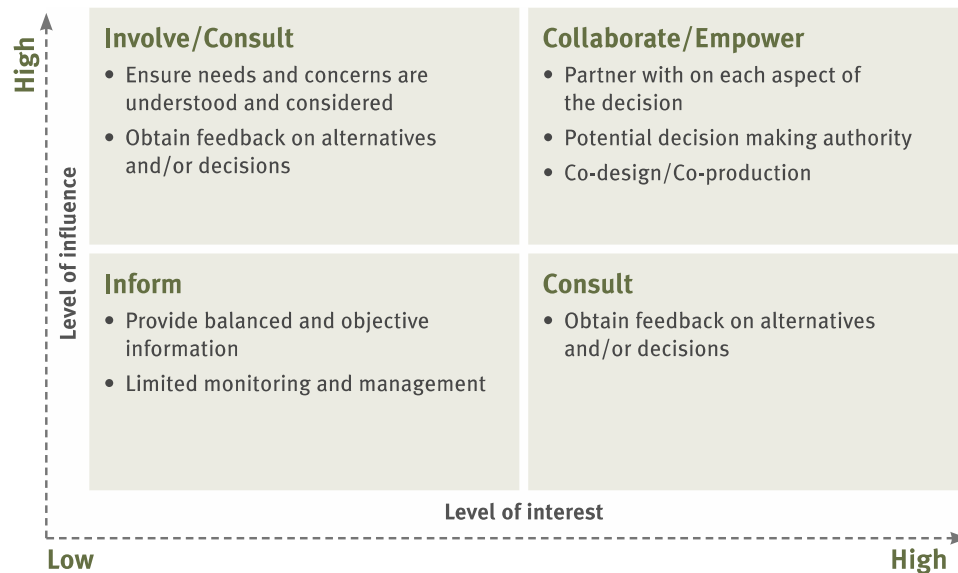 High
Level of influence
Involve/Consult
• Ensure needs and concerns are
understood and considered
• Obtain feedback on alternatives
and/or decisions
Collaborate/Empower
• Partner with on each aspect of
the decision
• Potential decision making authority
• Co-design/Co-production
Inform
• Provide balanced and objective
information
• Limited monitoring and management
Consult
• Obtain feedback on alternatives
and/or decisions
Level of interest
Low
High